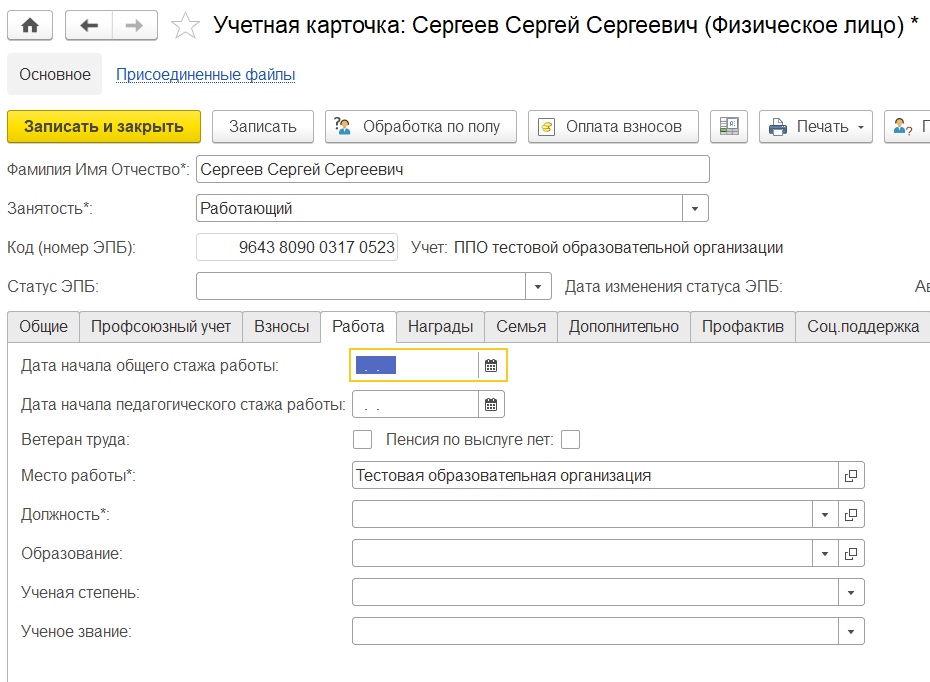 Учетная карточка: Сергеев Сергей Сергеевич (Физическое лицо) *
Основное Присоединенные файлы
Записать и закрыть Записать Обработка по полу Оплата взносов Печать П
Фамилия Имя Отчество*: Сергеев Сергей Сергеевич
Занятость*: Работающий
Код (номер ЭПБ): 9643 8090 0317 0523 Учет: ППО тестовой образовательной организации
Статус ЭПБ: Дата изменения статуса ЭПБ: Ав
Общие Профсоюзный учет Взносы Работа Награды Семья Дополнительно Профактив Соц.поддержка
Дата начала общего стажа работы: . .
Дата начала педагогического стажа работы: . .
Ветеран труда: Пенсия по выслуге лет:
Место работы*: Тестовая образовательная организация
Должность*:
Образование:
Ученая степень:
Ученое звание: